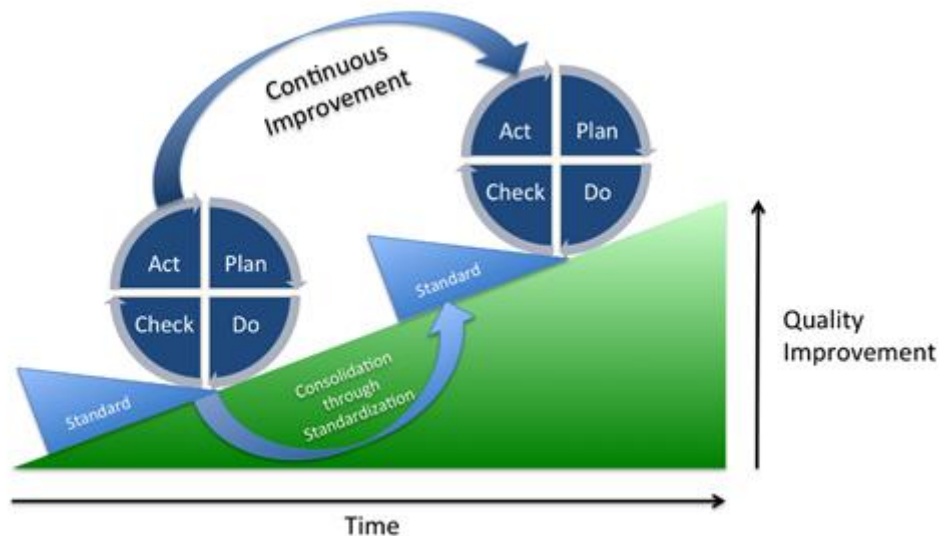 Continuous
Improvement
Act Plan
Check Do
Act Plan
Check Do
Standard
Standard
Consolidation
through
Standardization
Quality
Improvement
Time